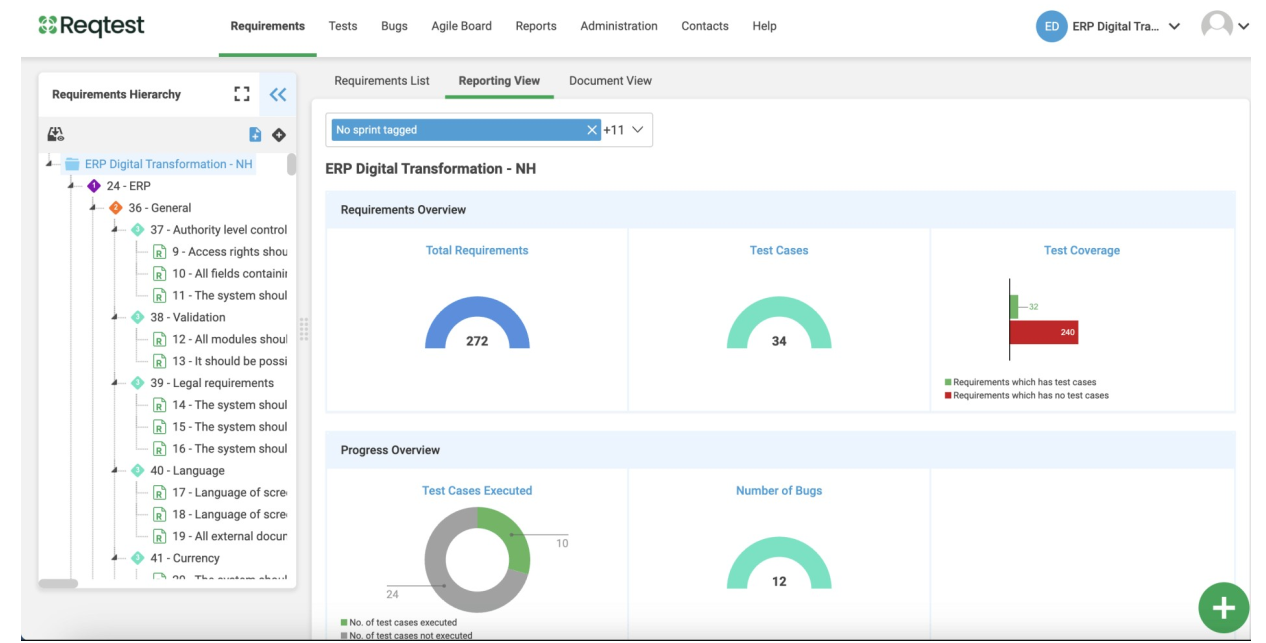 Reqtest
Requirements
Tests
Bugs
Agile Board
Reports
Administration
Contacts
Help
ED
ERP Digital Tra...
Requirements Hierarchy
Requirements List
Reporting View
Document View
No sprint tagged
+11
ERP Digital Transformation - NH
1
24 - ERP
2
36 - General
3
37 - Authority level control
R
9 - Access rights shou
R
10 - All fields containin
R
11 - The system shoul
3
38 - Validation
R
12 - All modules shoul
R
13 - It should be possi
3
39 - Legal requirements
R
14 - The system shoul
R
15 - The system shoul
R
16 - The system shoul
3
40 - Language
R
17 - Language of scre
R
18 - Language of scre
R
19 - All external docur
3
41 - Currency
ERP Digital Transformation - NH
Requirements Overview
Total Requirements
272
Test Cases
34
Test Coverage
32
240
Requirements which has test cases
Requirements which has no test cases
Progress Overview
Test Cases Executed
10
24
No. of test cases executed
No. of test cases not executed
Number of Bugs
12